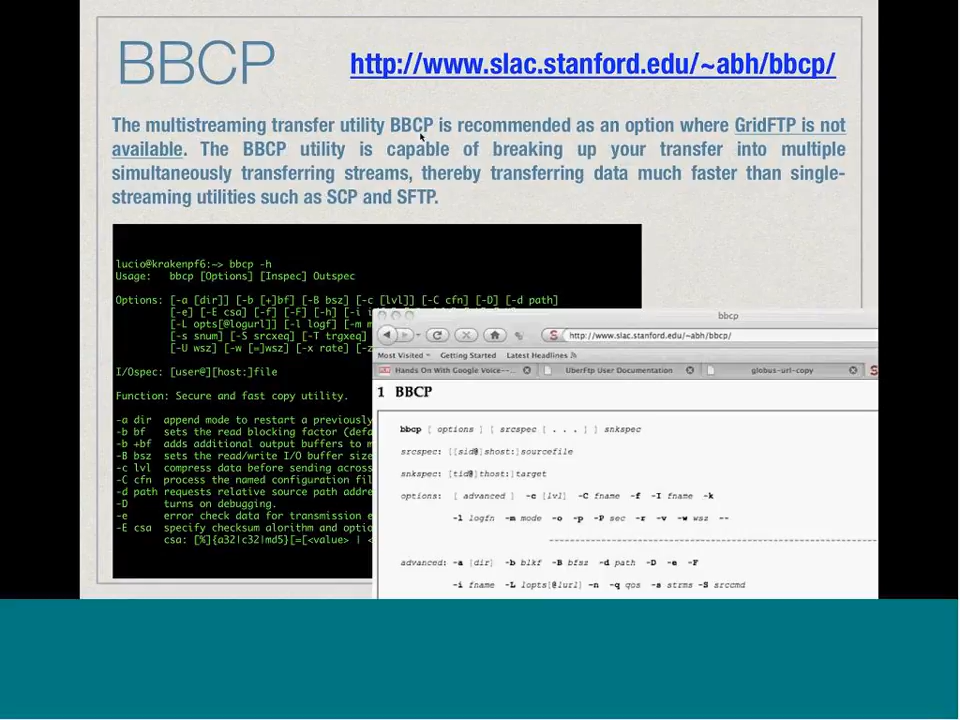 BBCP
http://www.slac.stanford.edu/~abh/bbcp/
The multistreaming transfer utility BBCP is recommended as an option where GridFTP is not
available. The BBCP utility is capable of breaking up your transfer into multiple
simultaneously transferring streams, thereby transferring data much faster than single-
streaming utilities such as SCP and SFTP.
lucio@krakenpf6:~> bbcp -h
Usage: bbcp [Options] [Inspec] Outspec
Options: [-a [dir]] [-b [+]bf] [-B bsz] [-c [lvl]] [-C cfn] [-D] [-d path]
[-e] [-E csa] [-f] [-F] [-h] [-i i
[-L opts[@logurl]] [-l logf] [-m m
[-s snum] [-S srcxeq] [-T trgxeq]
[-U wsz] [-w [=]wsz] [-x rate] [-z
I/Ospec: [user@][host:]file
Function: Secure and fast copy utility.
-a dir append mode to restart a previously
-b bf sets the read blocking factor (defa
-b +bf adds additional output buffers to m
-B bsz sets the read/write I/O buffer size
-c lvl compress data before sending across
-C cfn process the named configuration fil
-d path requests relative source path addre
-D turns on debugging.
-e error check data for transmission e
-E csa specify checksum algorithm and optio
csa: [%]{a32|c32|md5}[=[<value> | <
bbcp
http://www.slac.stanford.edu/~abh/bbcp/
Most Visited Getting Started Latest Headlines
Hands On With Google Voice--... UberFtp User Documentation globus-url-copy
1 BBCP
bbcp [ options ] [ srcspec [ . . . ] ] snkspec
srcspec: [[sid@]shost:]sourcefile
snkspec: [tid@]thost:]target
options: [ advanced ] -c [lvl] -C fname -f -I fname -k
-l logfn -m mode -o -p -P sec -r -v -w wsz --
advanced: -a [dir] -b blkf -B bfsz -d path -D -e -F
-i fname -L lopts[@lurl] -n -q qos -s strms -S srccmd